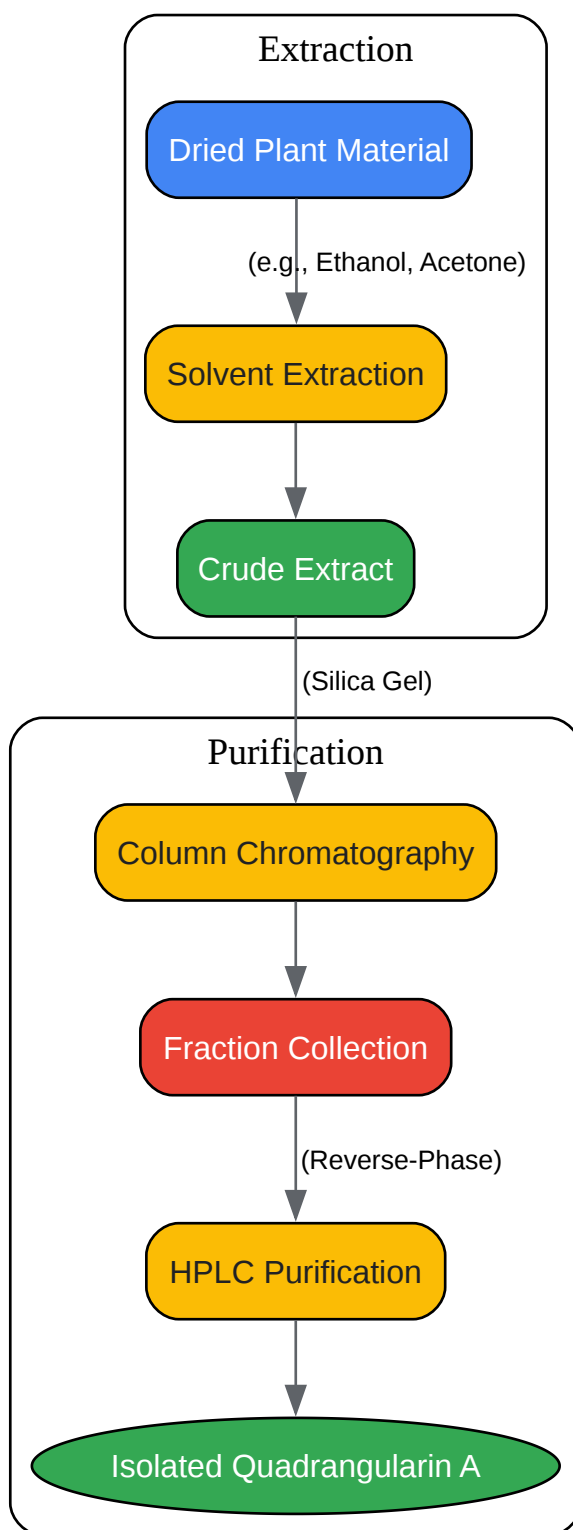 Extraction
Dried Plant Material
(e.g., Ethanol, Acetone)
Solvent Extraction
Crude Extract
(Silica Gel)
Purification
Column Chromatography
Fraction Collection
(Reverse-Phase)
HPLC Purification
Isolated Quadrangularin A